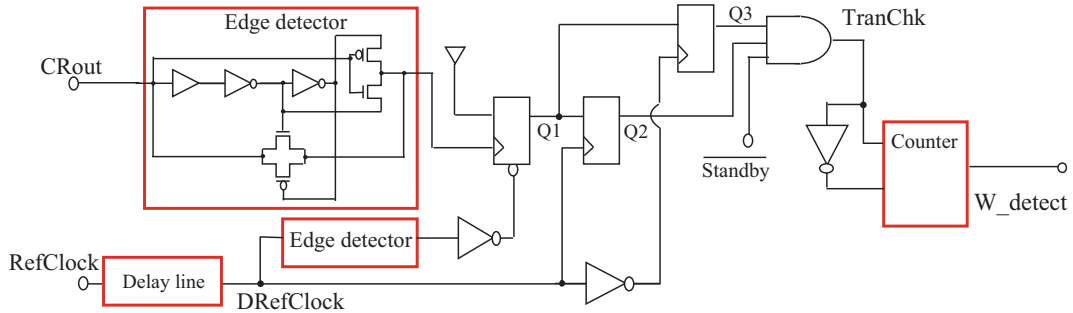 Edge detector
Q3
TranChk
CRout
Q1
Q2
Counter
Standby
W_detect
Edge detector
RefClock
Delay line
DRefClock